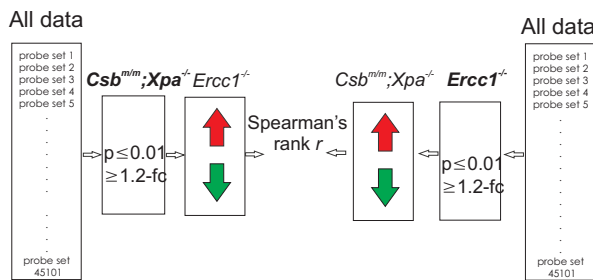 All data
probe set 1
probe set 2
probe set 3
probe set 4
probe set 5
.
.
.
.
.
.
.
.
.
.
probe set
45101
Csb^m/m;Xpa^-/- Ercc1^-/-
p≤0.01
≥1.2-fc
Spearman's
rank r
Csb^m/m;Xpa^-/- Ercc1^-/-
p≤0.01
≥1.2-fc
All data
probe set 1
probe set 2
probe set 3
probe set 4
probe set 5
.
.
.
.
.
.
.
.
.
.
probe set
45101